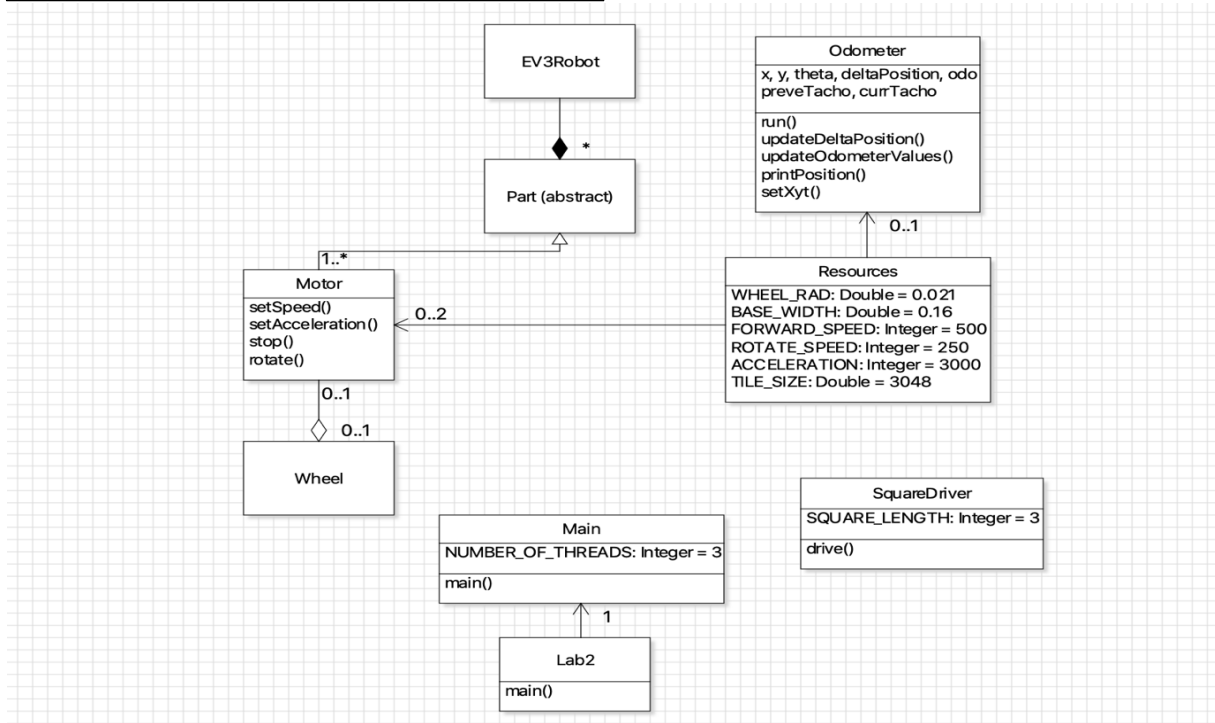 EV3Robot
*
Part (abstract)
Odometer
x, y, theta, deltaPosition, odo
preveTacho, currTacho
run()
updateDeltaPosition()
updateOdometerValues()
printPosition()
setXyt()
0..1
1..*
Motor
setSpeed()
setAcceleration()
stop()
rotate()
0..2
Resources
WHEEL_RAD: Double = 0.021
BASE_WIDTH: Double = 0.16
FORWARD_SPEED: Integer = 500
ROTATE_SPEED: Integer = 250
ACCELERATION: Integer = 3000
TILE_SIZE: Double = 3048
0..1
0..1
Wheel
SquareDriver
SQUARE_LENGTH: Integer = 3
drive()
Main
NUMBER_OF_THREADS: Integer = 3
main()
1
Lab2
main()